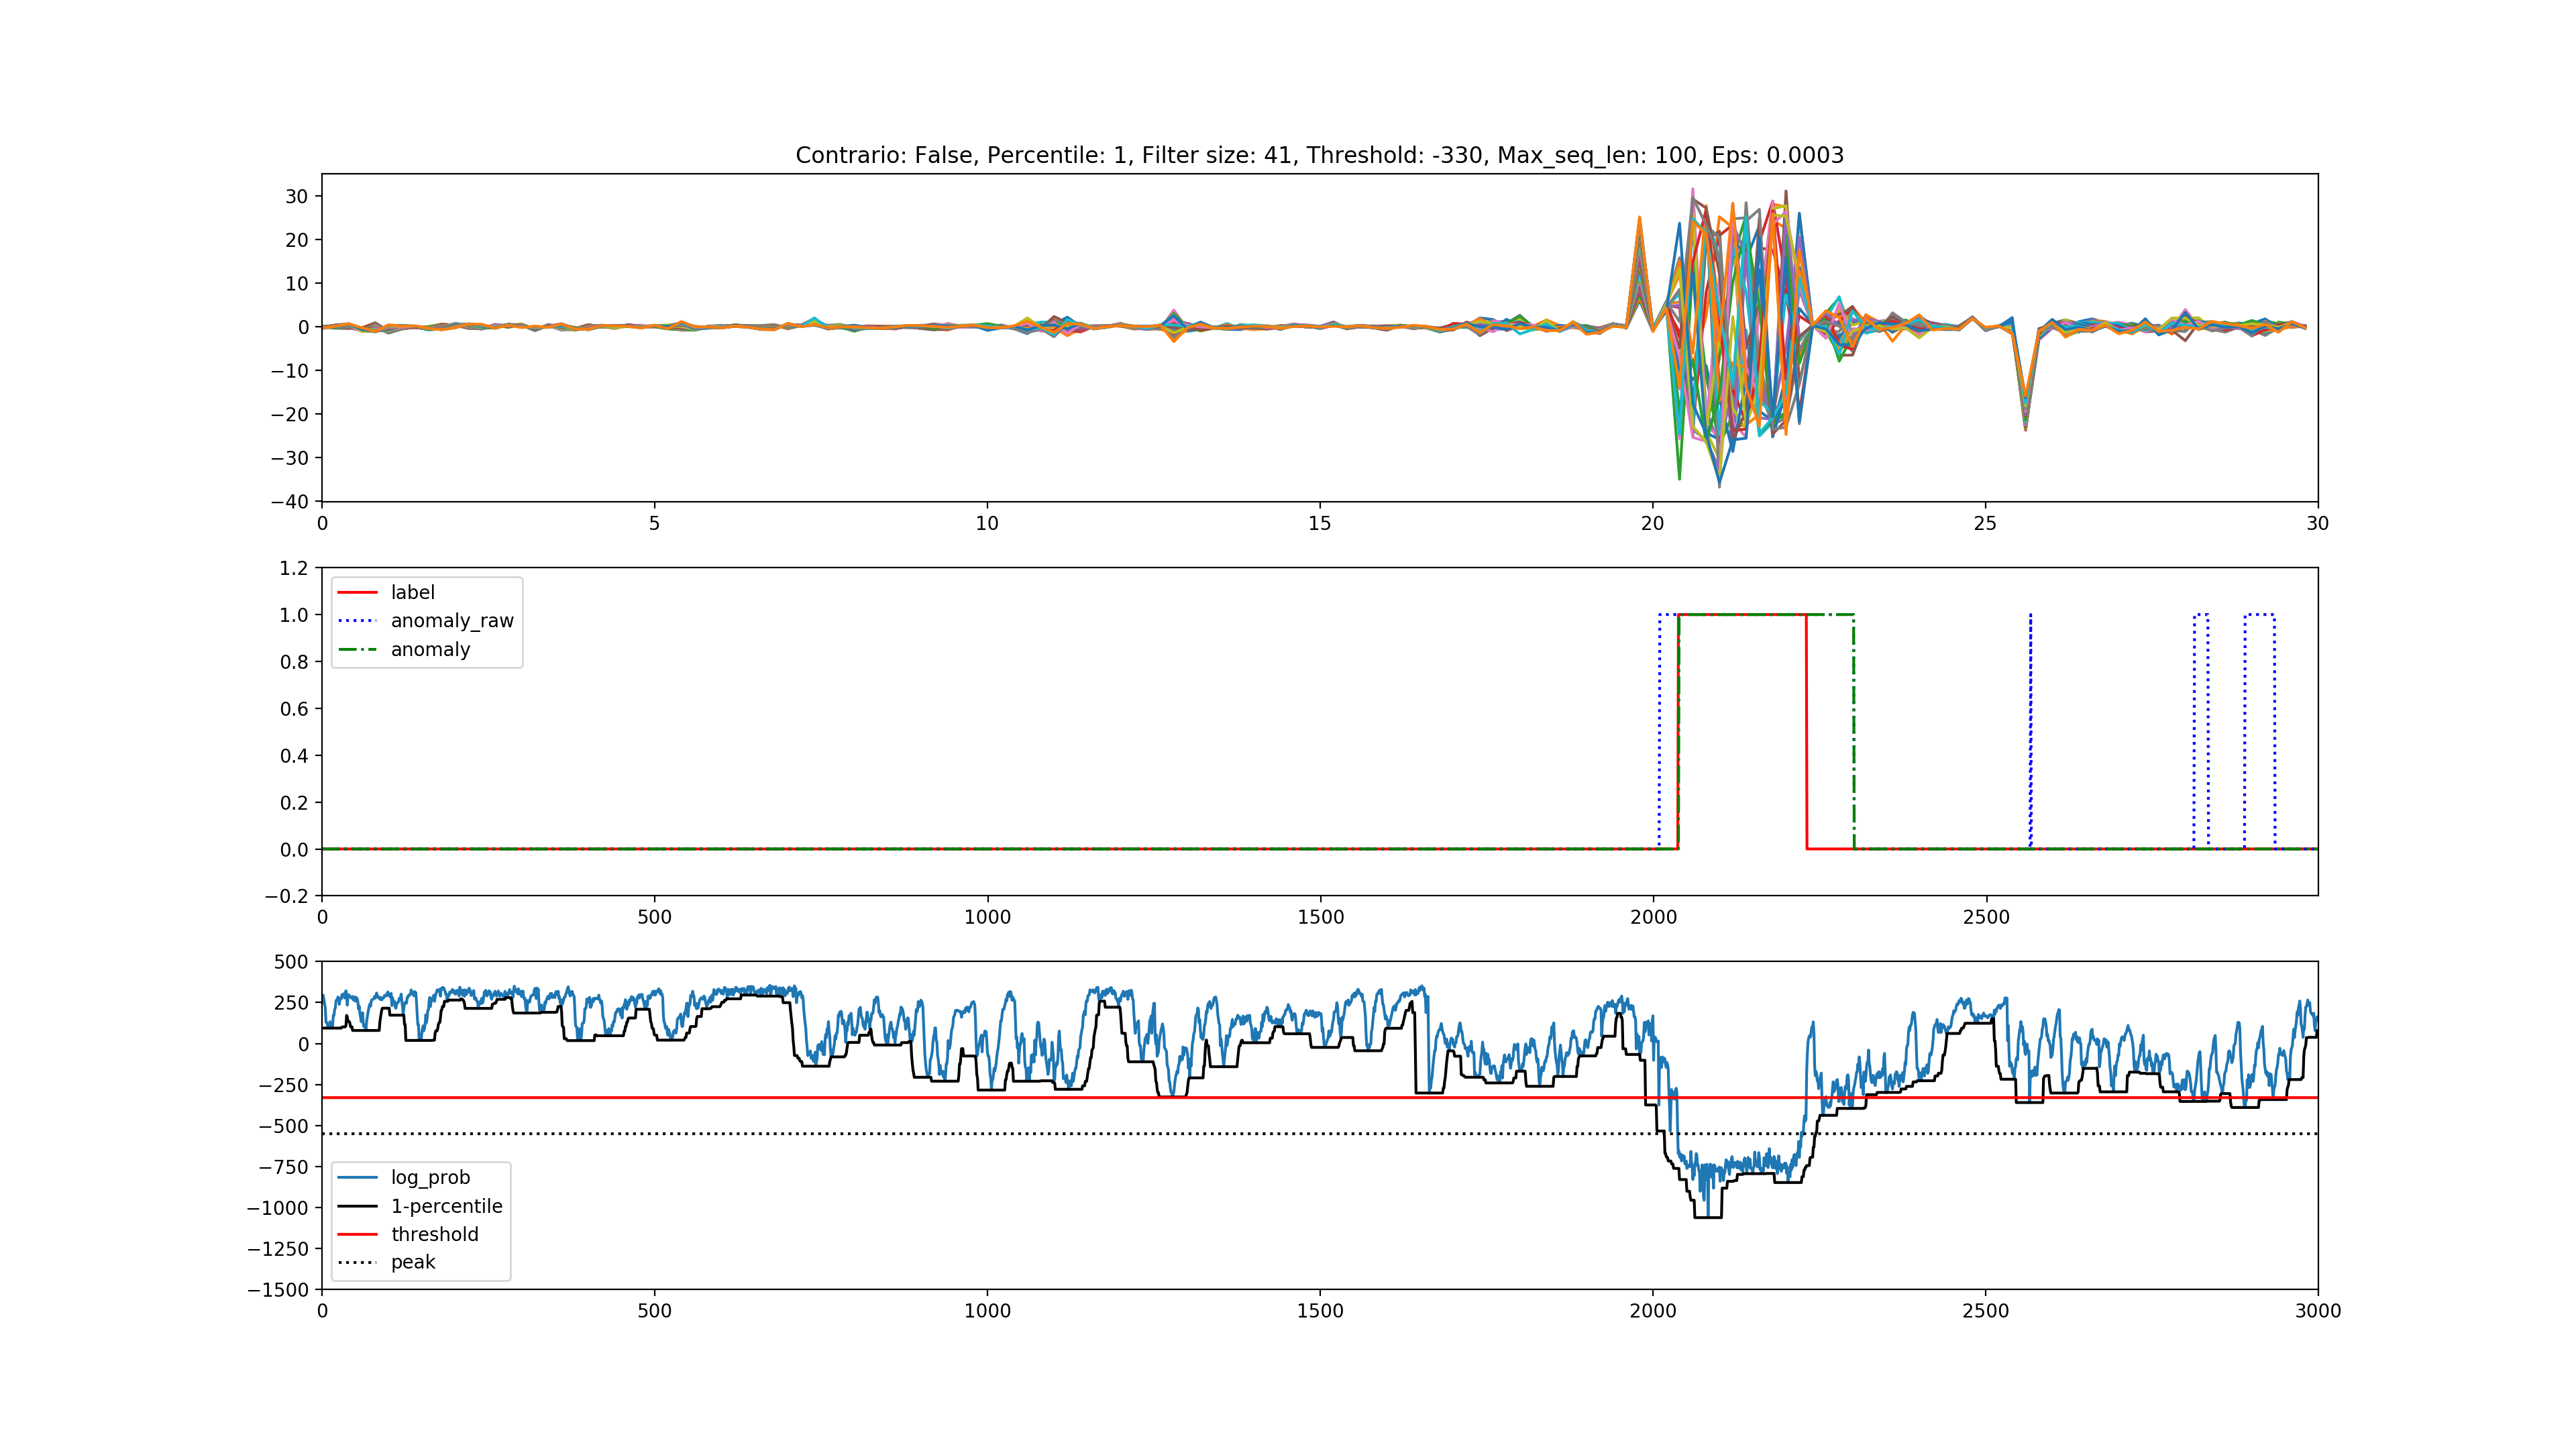 Contrario: False, Percentile: 1, Filter size: 41, Threshold: -330, Max_seq_len: 100, Eps: 0.0003
30
20
10
0
−10
−20
−30
−40
0 5 10 15 20 25 30
1.2
1.0
0.8
0.6
0.4
0.2
0.0
−0.2
label
anomaly_raw
anomaly
0 500 1000 1500 2000 2500
500
250
0
−250
−500
−750
−1000
−1250
−1500
log_prob
1-percentile
threshold
peak
0 500 1000 1500 2000 2500 3000